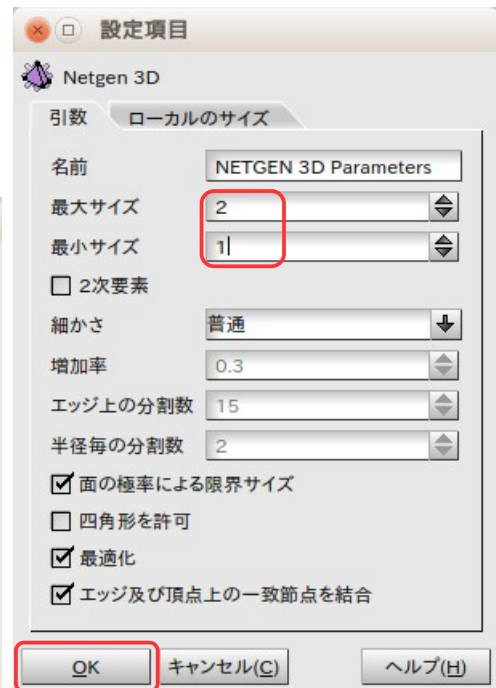 設定項目
Netgen 3D
引数 ローカルのサイズ
名前 NETGEN 3D Parameters
最大サイズ 2
最小サイズ 1
2次要素
細かさ 普通
増加率 0.3
エッジ上の分割数 15
半径毎の分割数 2
面の極率による限界サイズ
四角形を許可
最適化
エッジ及び頂点上の一致節点を結合
OK キャンセル(C) ヘルプ(H)